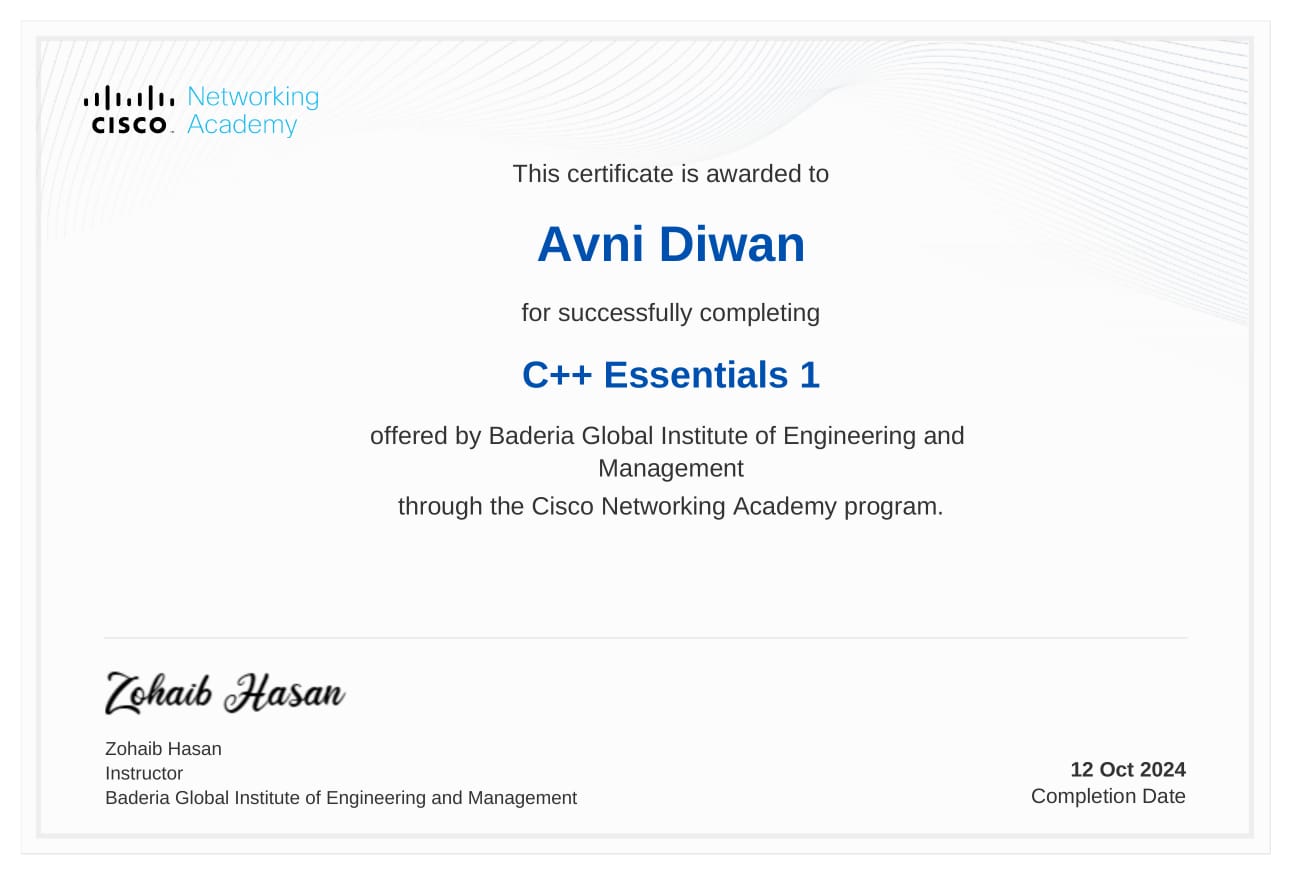 Networking
CISCO Academy
This certificate is awarded to
Avni Diwan
for successfully completing
C++ Essentials 1
offered by Baderia Global Institute of Engineering and
Management
through the Cisco Networking Academy program.
Zohaib Hasan
Zohaib Hasan
Instructor
Baderia Global Institute of Engineering and Management
12 Oct 2024
Completion Date